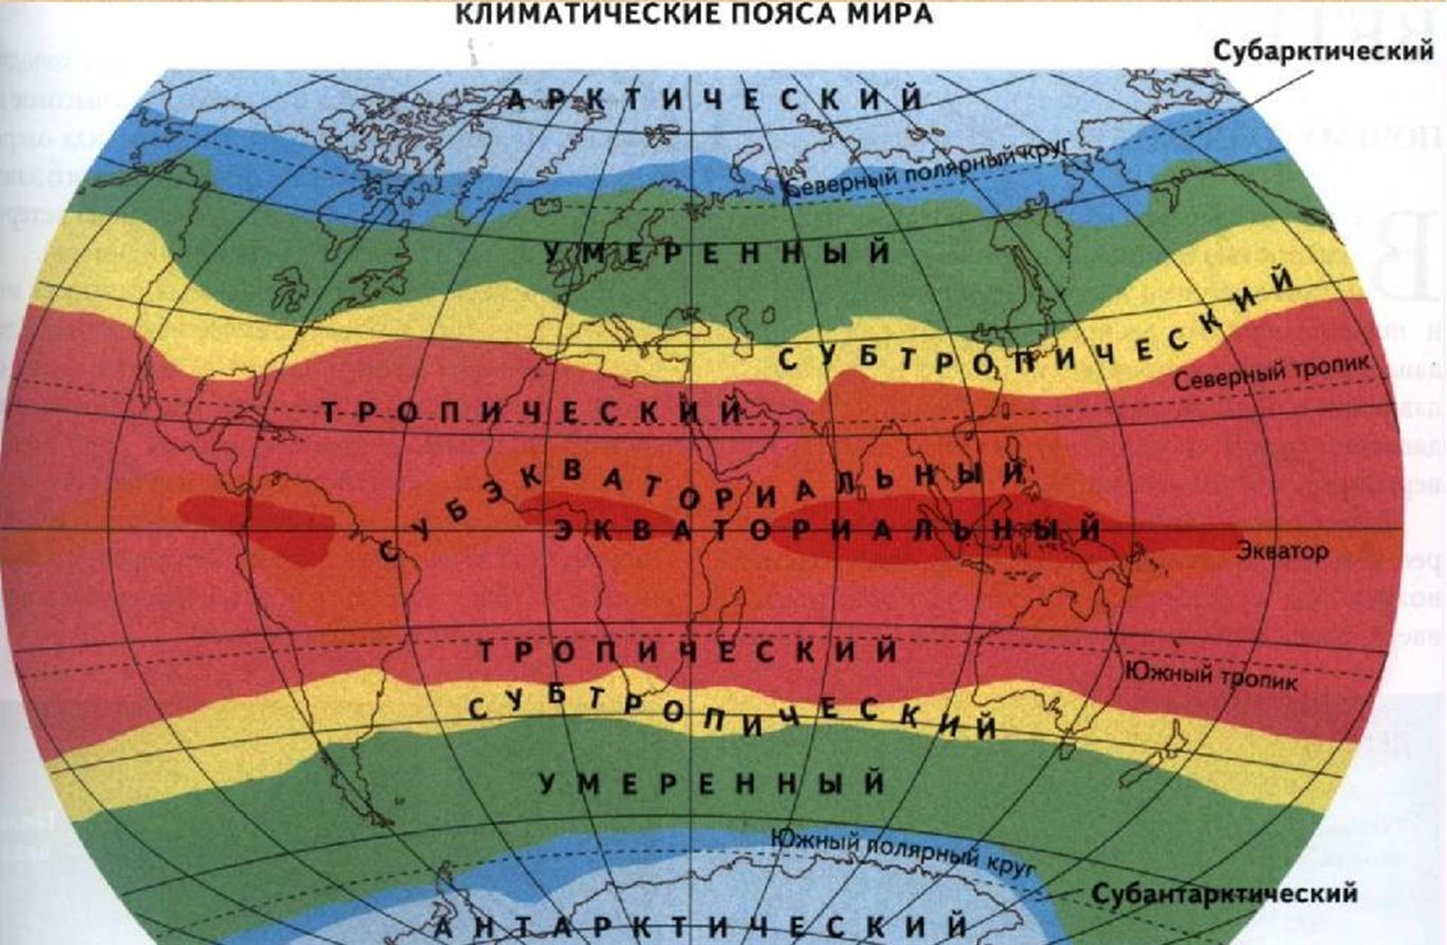 КЛИМАТИЧЕСКИЕ ПОЯСА МИРА
Субарктический
АРКТИЧЕСКИЙ
Северный полярный круг
УМЕРЕННЫЙ
СУБТРОПИЧЕСКИЙ
Северный тропик
ТРОПИЧЕСКИЙ
СУБЭКВАТОРИАЛЬНЫЙ
ЭКВАТОРИАЛЬНЫЙ
Экватор
ТРОПИЧЕСКИЙ
Южный тропик
СУБТРОПИЧЕСКИЙ
УМЕРЕННЫЙ
Южный полярный круг
Субантарктический
АНТАРКТИЧЕСКИЙ